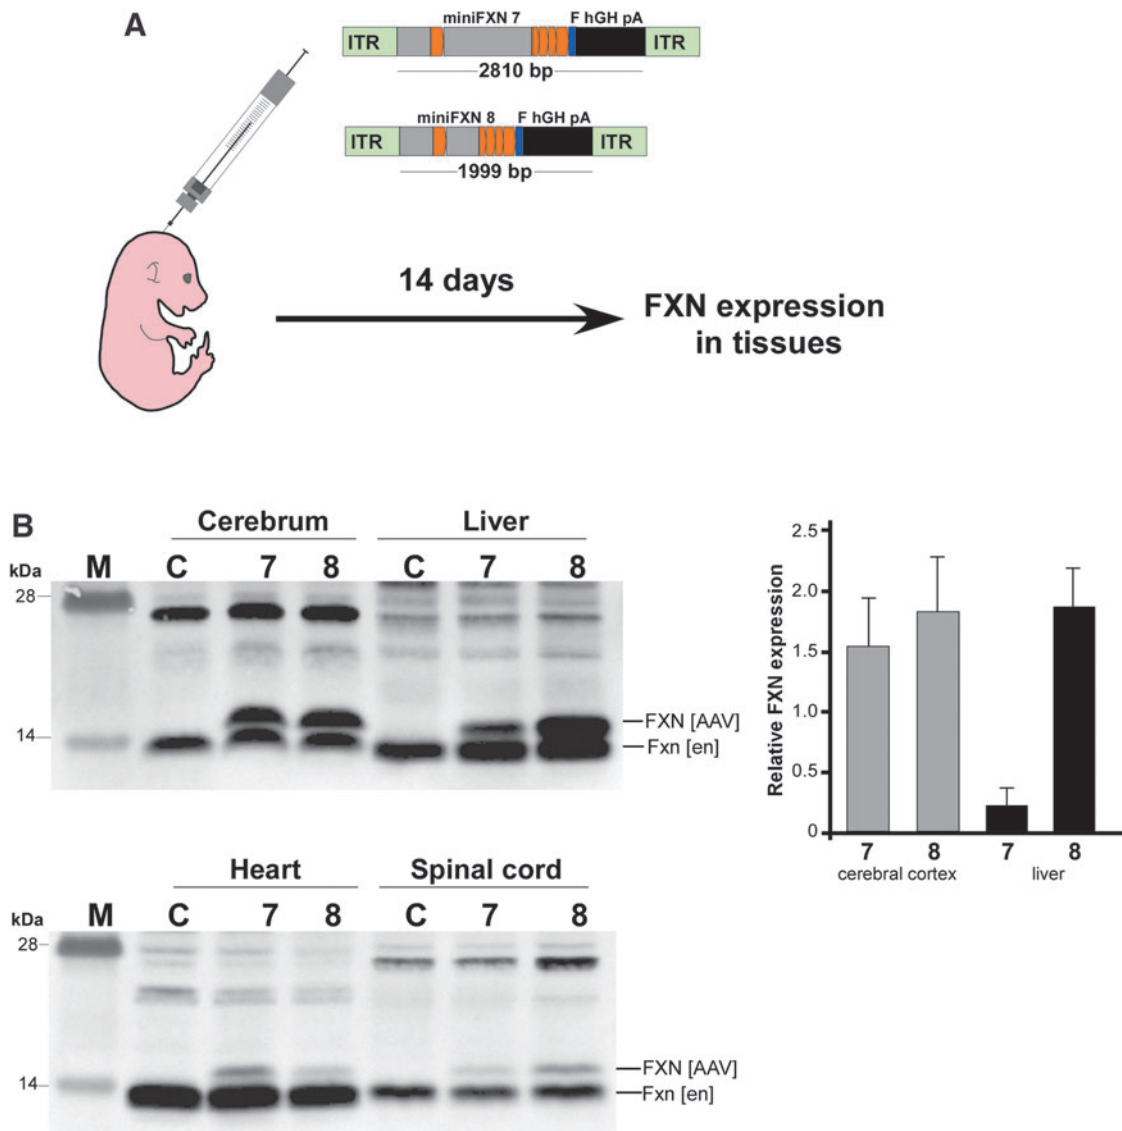 A
miniFXN 7 F hGH pA
ITR ITR
2810 bp
miniFXN 8 F hGH pA
ITR ITR
1999 bp
14 days
FXN expression
in tissues
B
Cerebrum Liver
kDa M C 7 8 C 7 8
28
14
FXN [AAV]
Fxn [en]
Relative FXN expression
2.5
2.0
1.5
1.0
0.5
0
7 8 7 8
cerebral cortex liver
Heart Spinal cord
kDa M C 7 8 C 7 8
28
14
FXN [AAV]
Fxn [en]